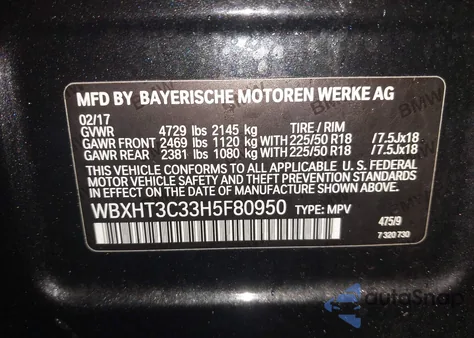 MFD BY BAYERISCHE MOTOREN WERKE AG
02/17
GVWR 4729 lbs 2145 kg TIRE / RIM
GAWR FRONT 2469 lbs 1120 kg WITH 225/50 R18 /7.5Jx18
GAWR REAR 2381 lbs 1080 kg WITH 225/50 R18 /7.5Jx18
THIS VEHICLE CONFORMS TO ALL APPLICABLE U. S. FEDERAL
MOTOR VEHICLE SAFETY AND THEFT PREVENTION STANDARDS
IN EFFECT ON THE DATE OF MANUFACTURE SHOWN ABOVE.
WBXHT3C33H5F80950 TYPE: MPV
475/9
7 320 730
BMW
autoSnap